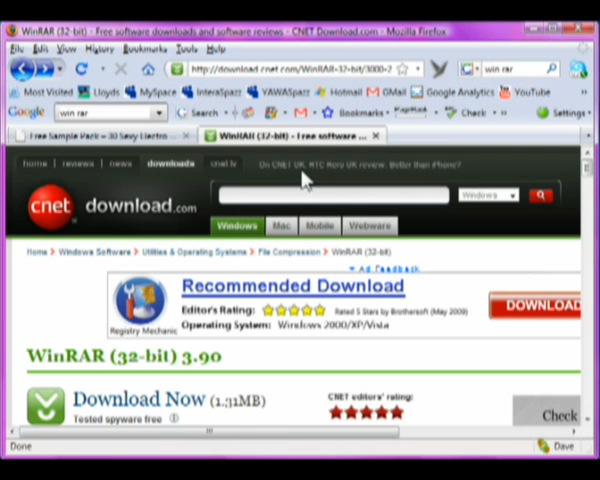 WinRAR (32-bit) - Free software downloads and software reviews - CNET Download.com - Mozilla Firefox
File Edit View History Bookmarks Tools Help
http://download.cnet.com/WinRAR-32-bit/3000-2 win rar
Most Visited Lloyds MySpace InteraSparz YAWASparz Hotmail GMail Google Analytics YouTube
Google win rar Search Bookmarks PageRank Check Settings
WinRAR (32-bit) - Free software ...
home | reviews | news downloads cnet tv On CNET UK: HTC Hero UK review: Better than iPhone?
cnet download.com Windows
Windows Mac Mobile Webware
Home > Windows Software > Utilities & Operating Systems > File Compression > WinRAR (32-bit)
Ad Feedback
Recommended Download
Editor's Rating: Rated 5 Stars by Brothersoft (May 2009) DOWNLOAD
Operating System: Windows 2000/XP/Vista
Registry Mechanic
WinRAR (32-bit) 3.90
Download Now (1.31MB) CNET editors' rating:
Tested spyware free Check
Done Dave